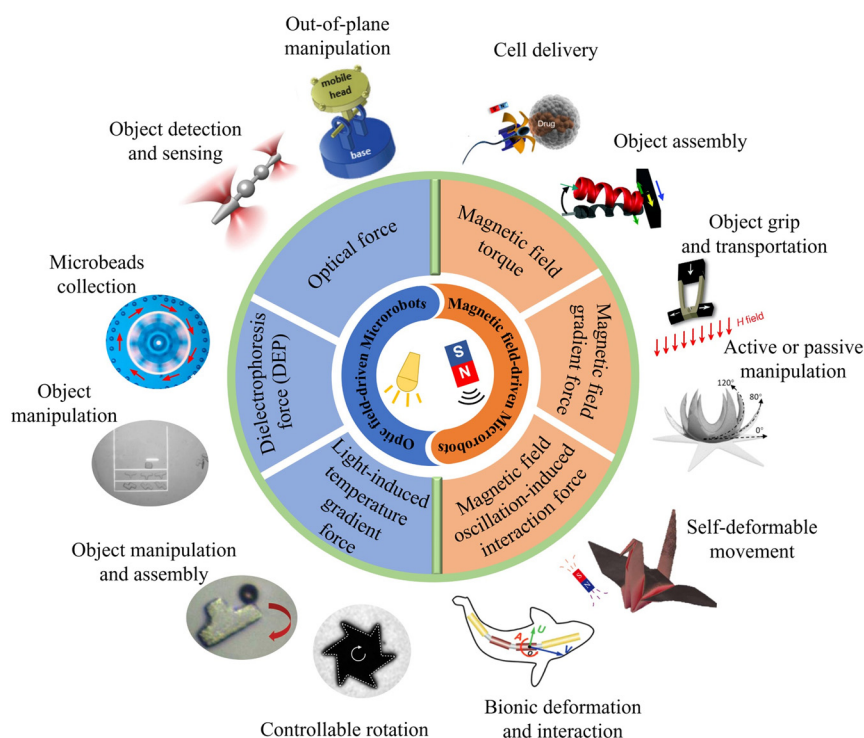 Out-of-plane
manipulation
Cell delivery
mobile
head
base
Drug
Object detection
and sensing
Object assembly
Object grip
and transportation
Optical force
Magnetic field
torque
Microbeads
collection
H field
Dielectrophoresis
force (DEP)
Optic field-driven Microrobots
Magnetic field-driven Microrobots
S
N
Magnetic field
gradient force
Active or passive
manipulation
120°
80°
0°
Object
manipulation
Light-induced
temperature
gradient
force
Magnetic field
oscillation-induced
interaction force
Self-deformable
movement
Object manipulation
and assembly
A
U
V
Controllable rotation
Bionic deformation
and interaction